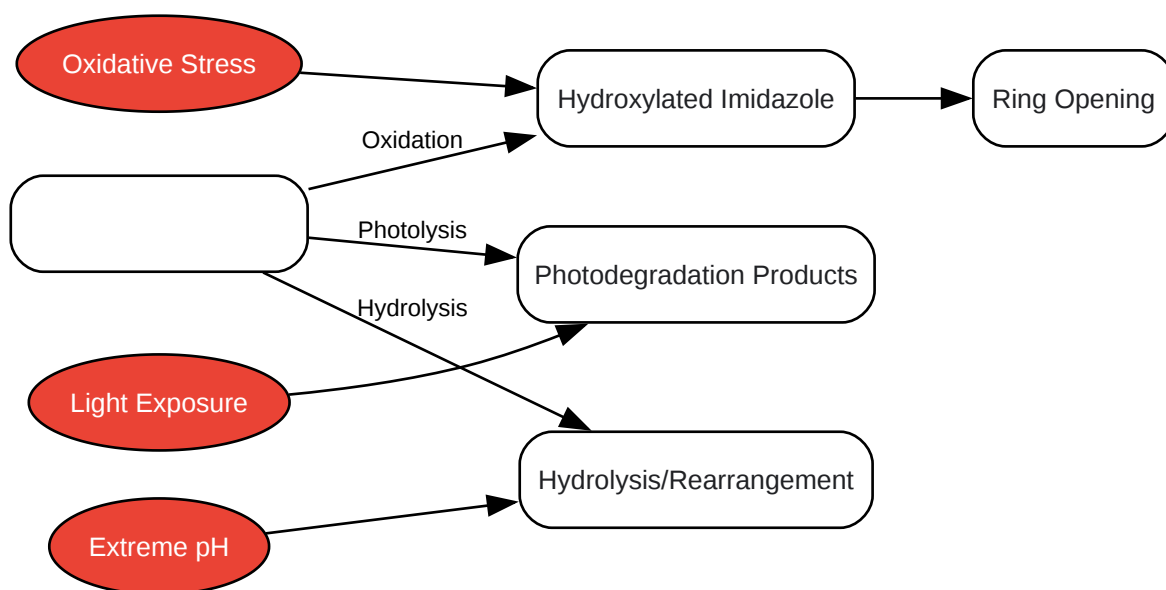 Oxidative Stress
Hydroxylated Imidazole
Ring Opening
Oxidation
Photolysis
Photodegradation Products
Hydrolysis
Light Exposure
Hydrolysis/Rearrangement
Extreme pH